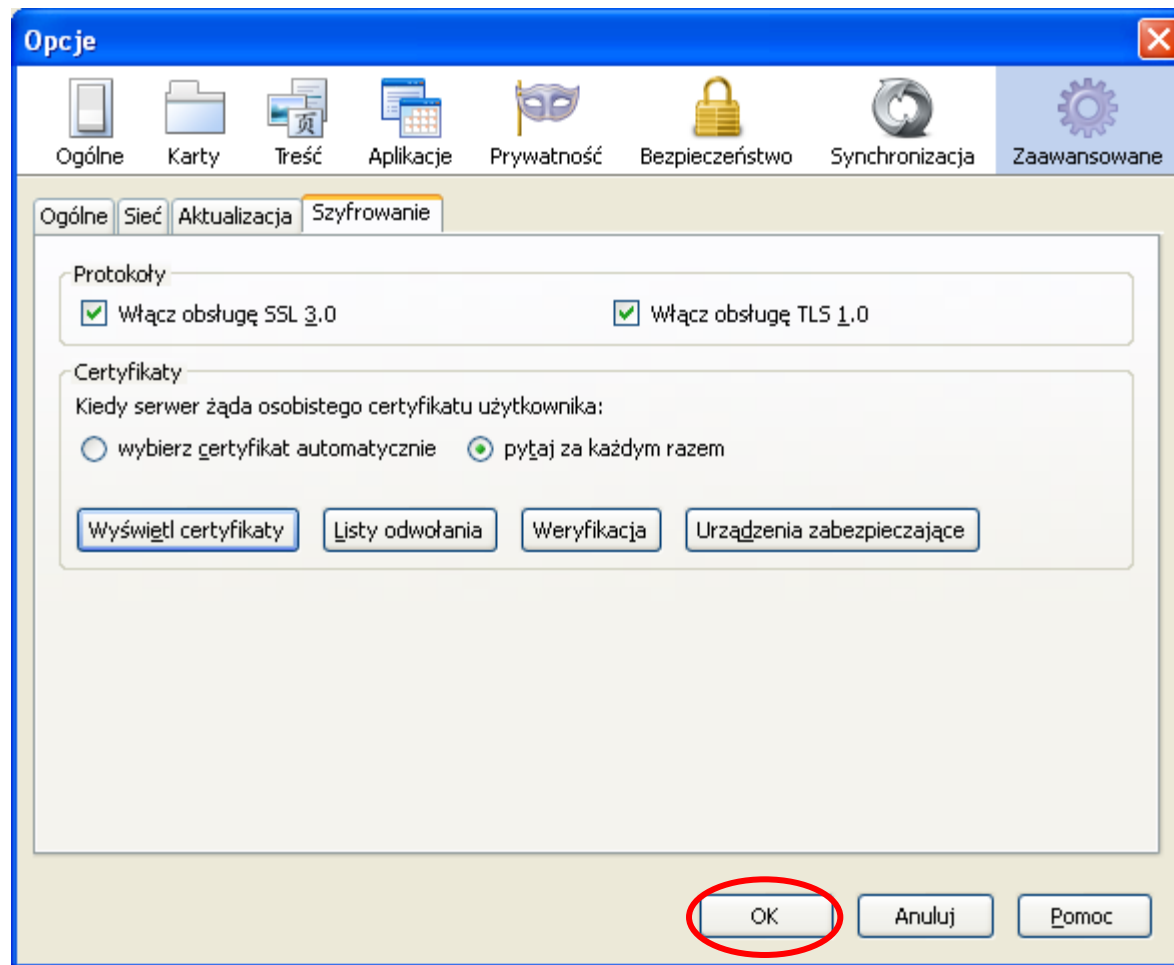 Opcje
Ogólne Karty Treść Aplikacje Prywatność Bezpieczeństwo Synchronizacja Zaawansowane
页
Ogólne Sieć Aktualizacja Szyfrowanie
Protokoły
Włącz obsługę SSL 3.0 Włącz obsługę TLS 1.0
Certyfikaty
Kiedy serwer żąda osobistego certyfikatu użytkownika:
wybierz certyfikat automatycznie pytaj za każdym razem
Wyświetl certyfikaty Listy odwołania Weryfikacja Urządzenia zabezpieczające
OK Anuluj Pomoc